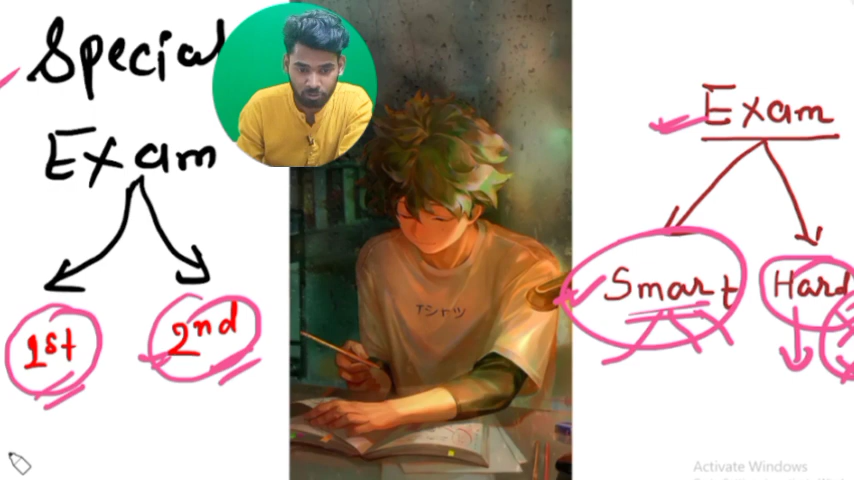 Special
Exam
1st
2nd
Tシャツ
Exam
Smart
Hard
Activate Windows